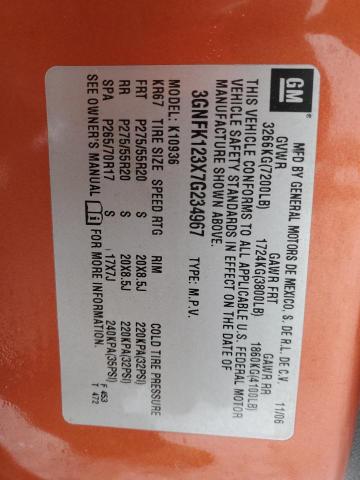 GM
MFD BY GENERAL MOTORS DE MEXICO, S. DE R.L. DE C.V.
11/06
GVWR GAWR FRT GAWR RR
3266KG(7200LB) 1724KG(3800LB) 1860KG(4100LB)
THIS VEHICLE CONFORMS TO ALL APPLICABLE U.S. FEDERAL MOTOR
VEHICLE SAFETY STANDARDS IN EFFECT ON THE DATE OF
MANUFACTURE SHOWN ABOVE.
3GNFK123X7G234967 TYPE: M.P.V.
K10936
KR67 TIRE SIZE SPEED RTG RIM COLD TIRE PRESSURE
FRT P275/55R20 S 20X8.5J 220KPA(32PSI)
RR P275/55R20 S 20X8.5J 220KPA(32PSI)
SPA P265/70R17 S 17X7J 240KPA(35PSI)
SEE OWNERS MANUAL FOR MORE INFORMATION.
F 453
T 472